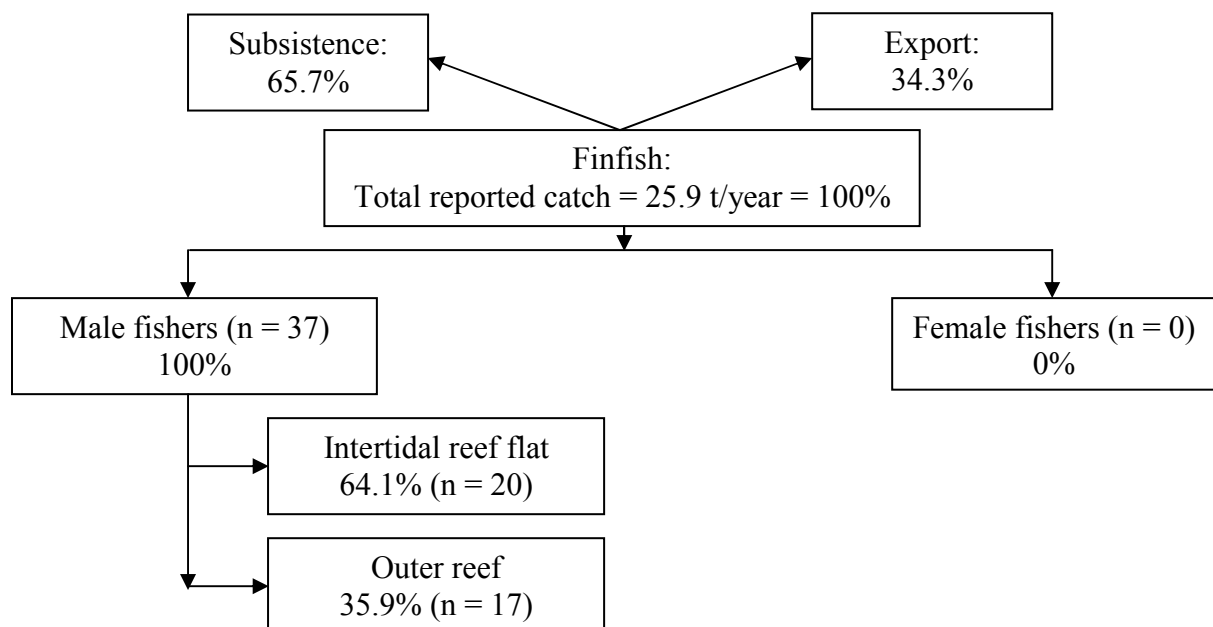 Subsistence:
65.7%
Export:
34.3%
Finfish:
Total reported catch = 25.9 t/year = 100%
Male fishers (n = 37)
100%
Female fishers (n = 0)
0%
Intertidal reef flat
64.1% (n = 20)
Outer reef
35.9% (n = 17)